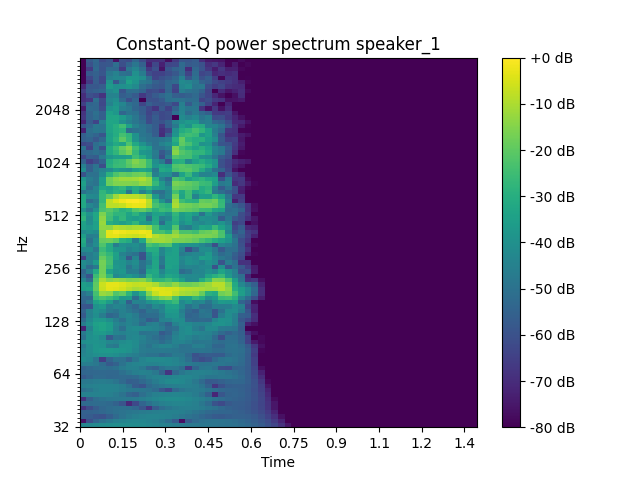 Constant-Q power spectrum speaker_1
Hz
2048
1024
512
256
128
64
32
0 0.15 0.3 0.45 0.6 0.75 0.9 1.1 1.2 1.4
Time
+0 dB
-10 dB
-20 dB
-30 dB
-40 dB
-50 dB
-60 dB
-70 dB
-80 dB